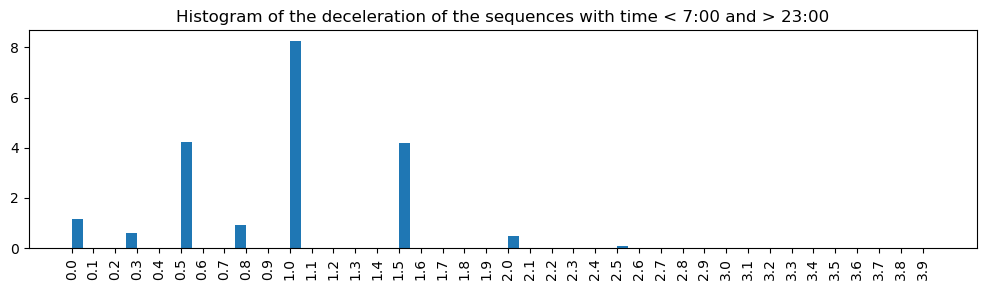 Histogram of the deceleration of the sequences with time < 7:00 and > 23:00
8
6
4
2
0
0.0 0.1 0.2 0.3 0.4 0.5 0.6 0.7 0.8 0.9 1.0 1.1 1.2 1.3 1.4 1.5 1.6 1.7 1.8 1.9 2.0 2.1 2.2 2.3 2.4 2.5 2.6 2.7 2.8 2.9 3.0 3.1 3.2 3.3 3.4 3.5 3.6 3.7 3.8 3.9